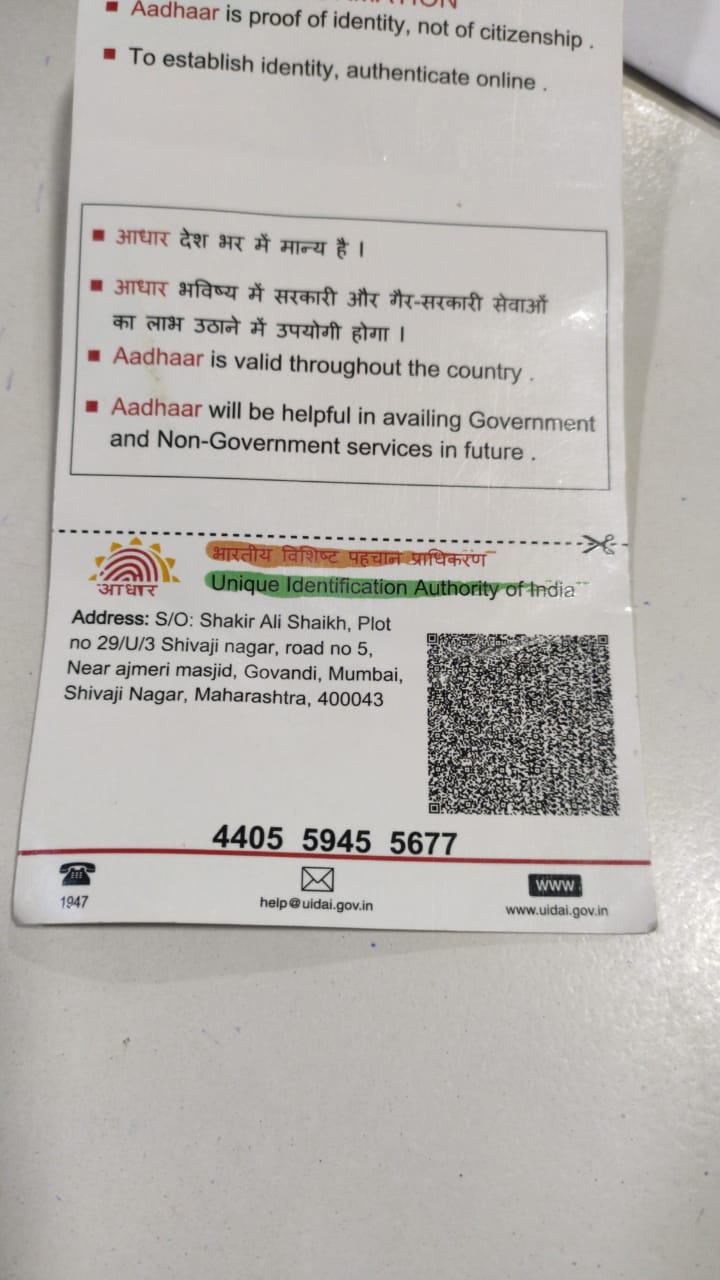 Aadhaar is proof of identity, not of citizenship .
To establish identity, authenticate online .
आधार देश भर में मान्य है ।
आधार भविष्य में सरकारी और गैर-सरकारी सेवाओं
का लाभ उठाने में उपयोगी होगा ।
Aadhaar is valid throughout the country .
Aadhaar will be helpful in availing Government
and Non-Government services in future .
भारतीय विशिष्ट पहचान प्राधिकरण
आधार
Unique Identification Authority of India
Address: S/O: Shakir Ali Shaikh, Plot
no 29/U/3 Shivaji nagar, road no 5,
Near ajmeri masjid, Govandi, Mumbai,
Shivaji Nagar, Maharashtra, 400043
4405 5945 5677
1947
help@uidai.gov.in
WWW
www.uidai.gov.in